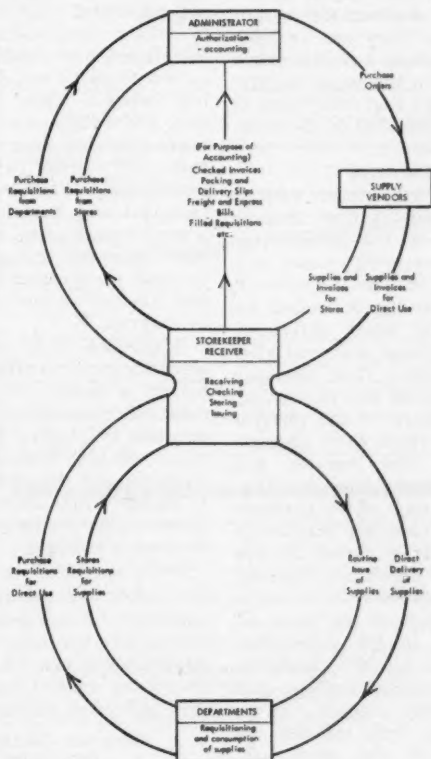 ADMINISTRATOR
Authorization
- accounting.
Purchase
Orders
(For Purpose of
Accounting)
Checked Invoices
Packing and
Delivery Slips
Freight and Express
Bills
Filled Requisitions
etc.
Purchase
Requisitions
from
Departments
Purchase
Requisitions
from
Stores
SUPPLY
VENDORS
Supplies and
Invoices
for
Stores
Supplies and
Invoices
for
Direct Use
STOREKEEPER
RECEIVER
Receiving
Checking
Storing
Issuing
Purchase
Requisitions
for
Direct Use
Stores
Requisitions
for
Supplies
Routine
Issue
of
Supplies
Direct
Delivery
of
Supplies
DEPARTMENTS
Requisitioning
and consumption
of supplies